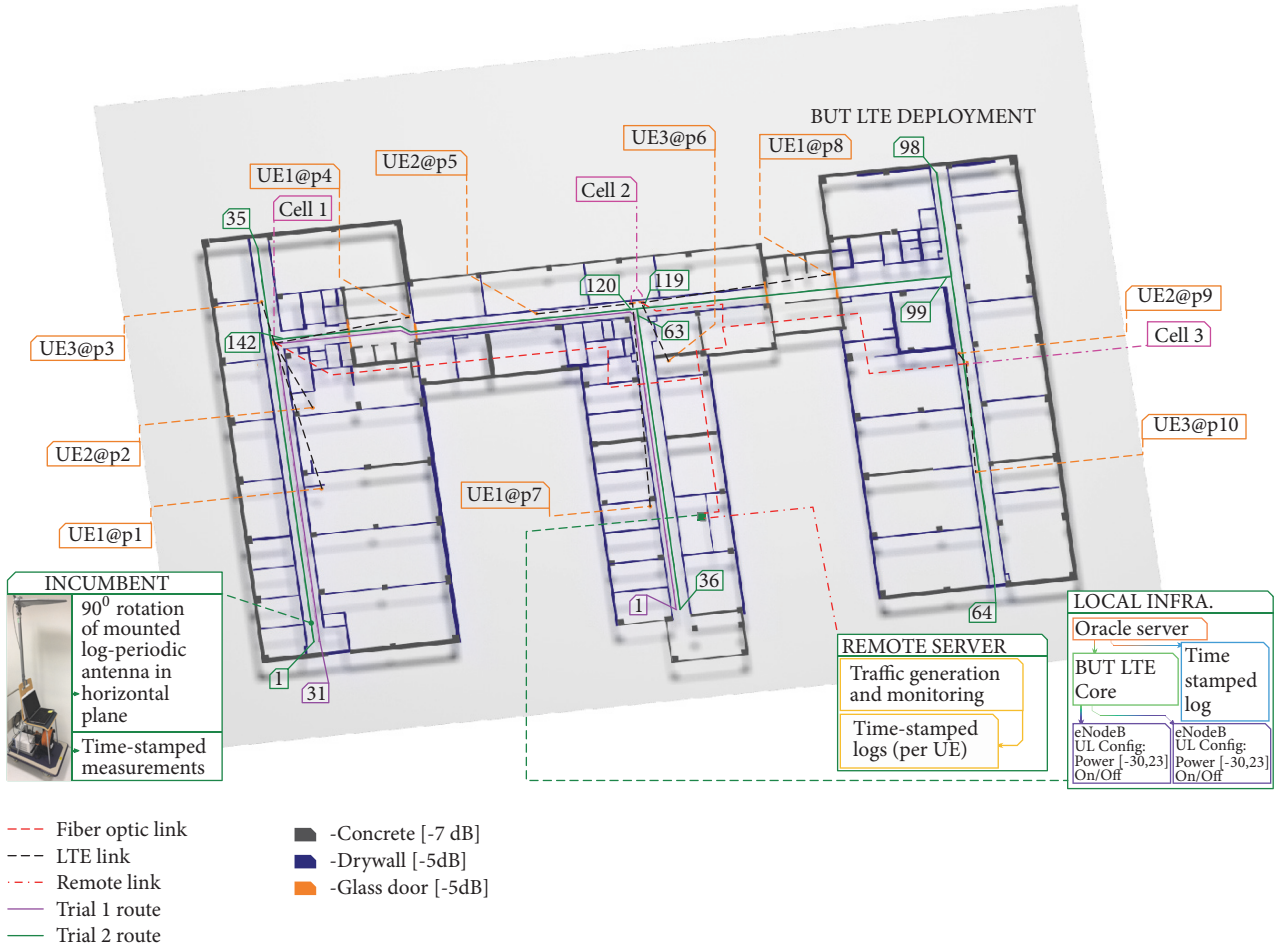 BUT LTE DEPLOYMENT
UE3@p6
UE1@p8
98
UE2@p5
UE1@p4
Cell 2
Cell 1
35
120
119
UE2@p9
99
63
Cell 3
142
UE3@p3
UE3@p10
UE2@p2
UE1@p7
UE1@p1
INCUMBENT
90⁰ rotation
of mounted
log-periodic
antenna in
horizontal
plane
Time-stamped
measurements
1
31
1
36
64
REMOTE SERVER
Traffic generation
and monitoring
Time-stamped
logs (per UE)
LOCAL INFRA.
Oracle server
BUT LTE
Core
Time
stamped
log
eNodeB
UL Config:
Power [-30,23]
On/Off
eNodeB
UL Config:
Power [-30,23]
On/Off
Fiber optic link
LTE link
Remote link
Trial 1 route
Trial 2 route
-Concrete [-7 dB]
-Drywall [-5dB]
-Glass door [-5dB]